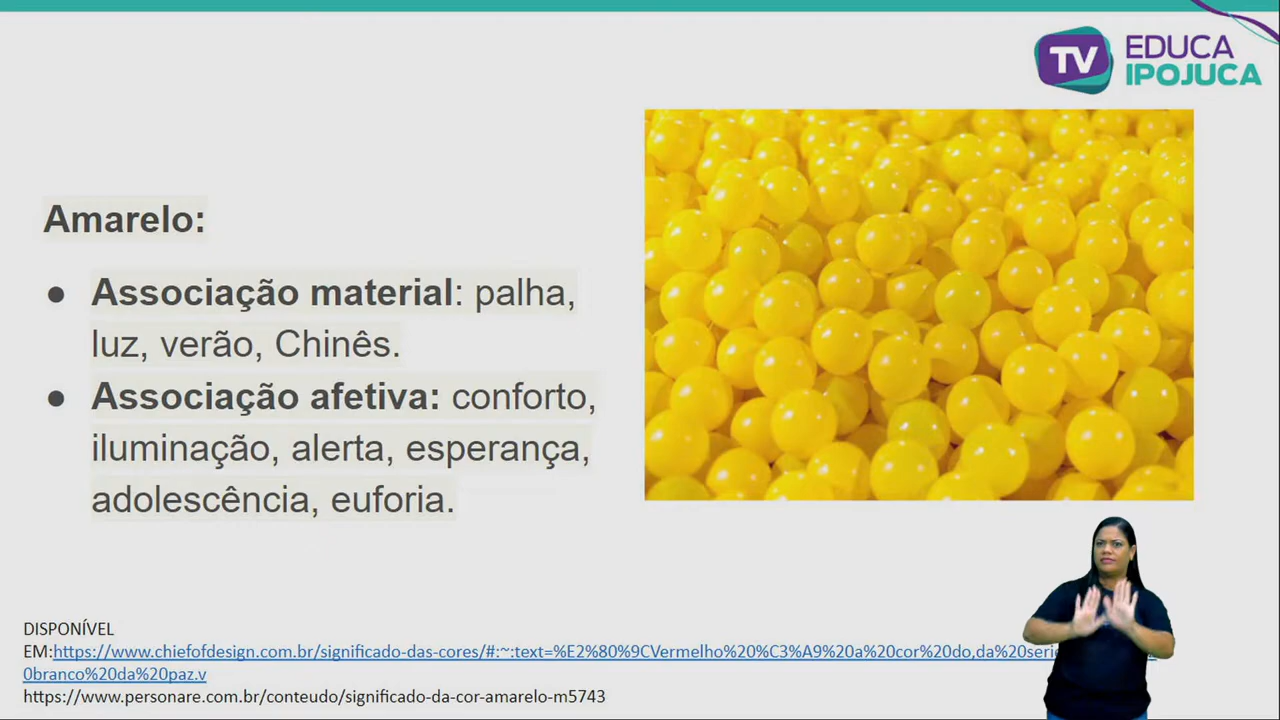 TV EDUCA
IPOJUCA
Amarelo:
● Associação material: palha,
luz, verão, Chinês.
● Associação afetiva: conforto,
iluminação, alerta, esperança,
adolescência, euforia.
DISPONÍVEL
EM:https://www.chiefofdesign.com.br/significado-das-cores/#:~:text=%E2%80%9CVermelho%20%C3%A9%20a%20cor%20do,da%20seri
0branco%20da%20paz.v
https://www.personare.com.br/conteudo/significado-da-cor-amarelo-m5743